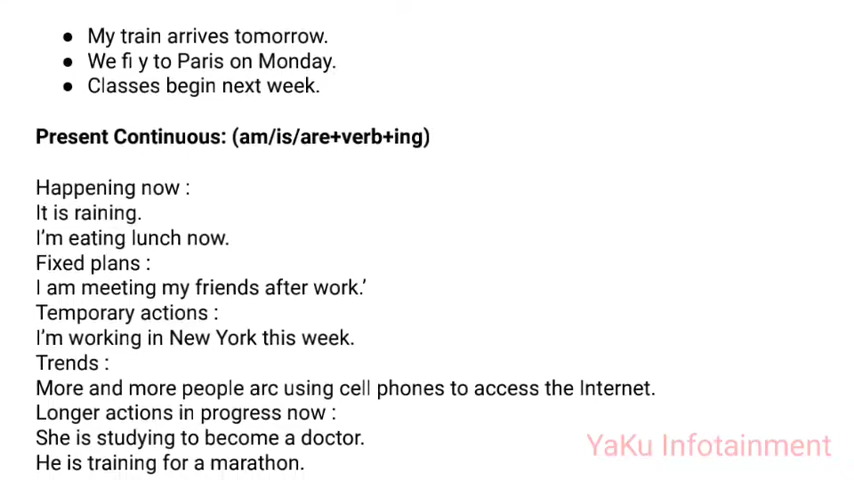 ● My train arrives tomorrow.
● We fi y to Paris on Monday.
● Classes begin next week.
Present Continuous: (am/is/are+verb+ing)
Happening now :
It is raining.
I'm eating lunch now.
Fixed plans :
I am meeting my friends after work.'
Temporary actions :
I'm working in New York this week.
Trends :
More and more people arc using cell phones to access the Internet.
Longer actions in progress now :
She is studying to become a doctor.
He is training for a marathon.
YaKu Infotainment